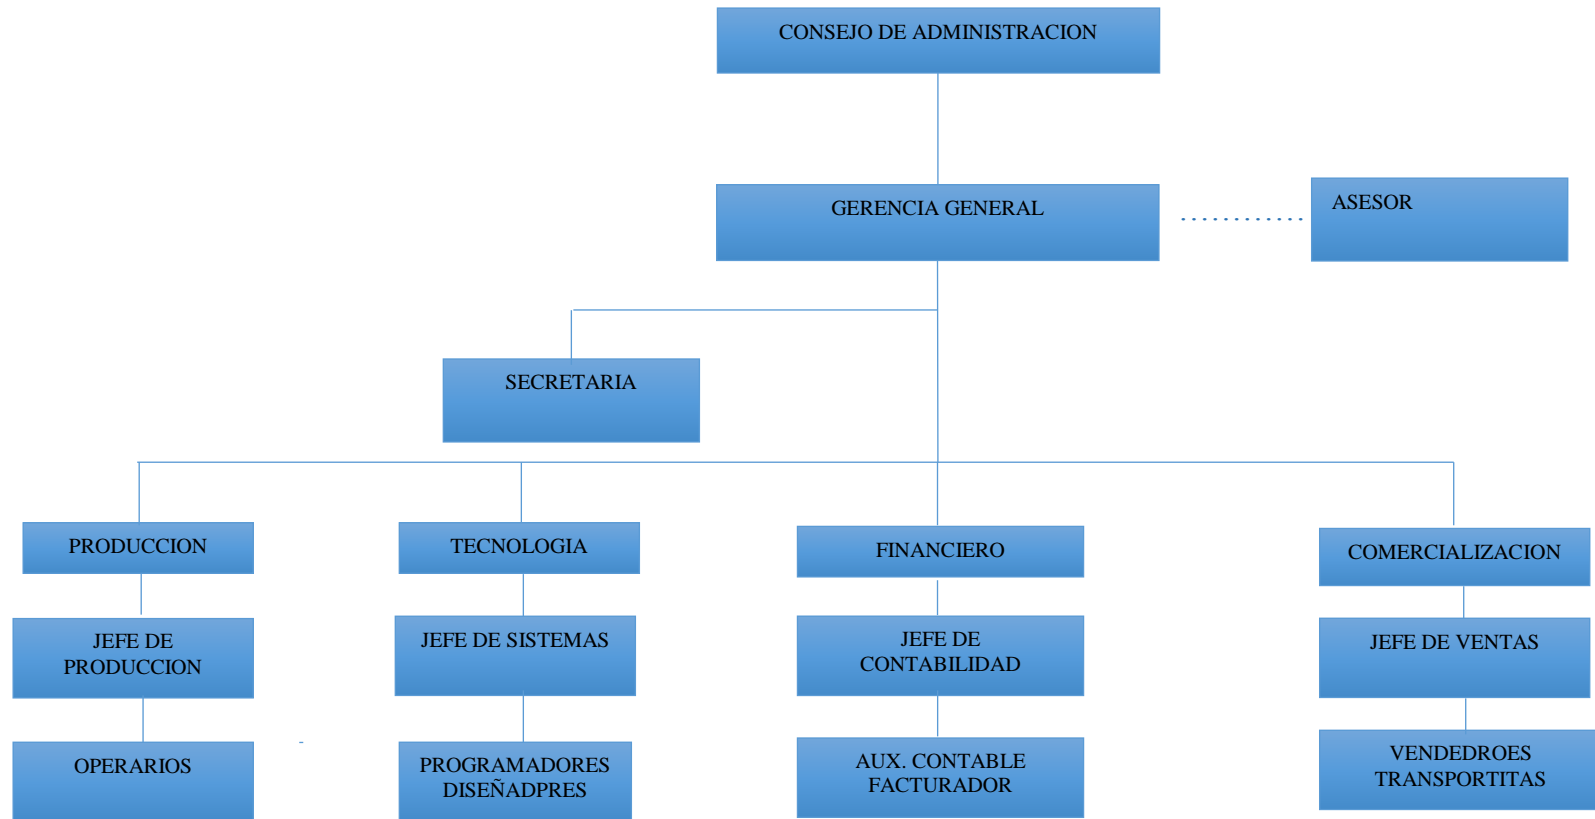 CONSEJO DE ADMINISTRACION
GERENCIA GENERAL
ASESOR
SECRETARIA
PRODUCCION
TECNOLOGIA
FINANCIERO
COMERCIALIZACION
JEFE DE
PRODUCCION
JEFE DE SISTEMAS
JEFE DE
CONTABILIDAD
JEFE DE VENTAS
OPERARIOS
PROGRAMADORES
DISEÑADPRES
AUX. CONTABLE
FACTURADOR
VENDEDROES
TRANSPORTITAS